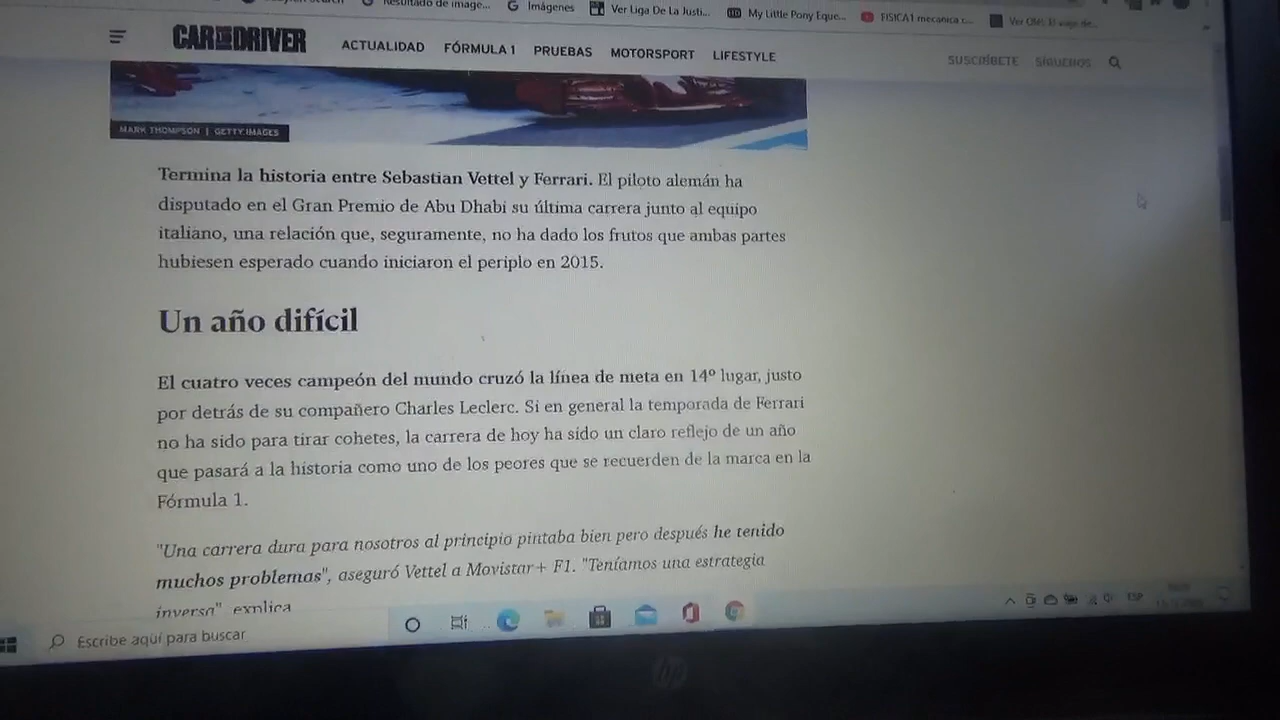 Resultado de image...
Imágenes
Ver Liga De La Justi...
My Little Pony Eque...
FISICA1 mecanica c...
CAR AND DRIVER
ACTUALIDAD FÓRMULA 1 PRUEBAS MOTORSPORT LIFESTYLE
SUSCRÍBETE SÍGUENOS
MARK THOMPSON | GETTY IMAGES
Termina la historia entre Sebastian Vettel y Ferrari. El piloto alemán ha
disputado en el Gran Premio de Abu Dhabi su última carrera junto al equipo
italiano, una relación que, seguramente, no ha dado los frutos que ambas partes
hubiesen esperado cuando iniciaron el periplo en 2015.
Un año difícil
El cuatro veces campeón del mundo cruzó la línea de meta en 14º lugar, justo
por detrás de su compañero Charles Leclerc. Si en general la temporada de Ferrari
no ha sido para tirar cohetes, la carrera de hoy ha sido un claro reflejo de un año
que pasará a la historia como uno de los peores que se recuerden de la marca en la
Fórmula 1.
"Una carrera dura para nosotros al principio pintaba bien pero después he tenido
muchos problemas", aseguró Vettel a Movistar+ F1. "Teníamos una estrategia
inversa" explica
Escribe aquí para buscar
ESP
hp